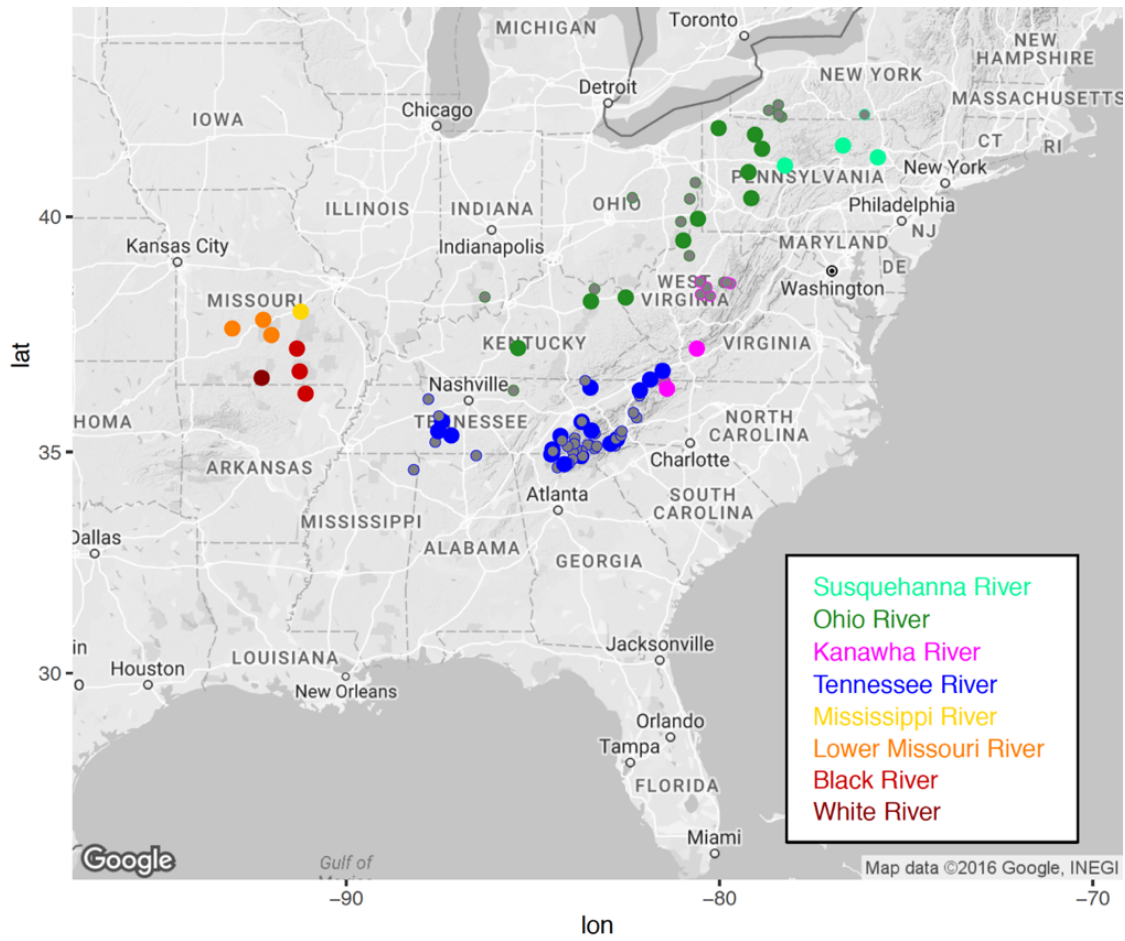 Toronto
MICHIGAN
NEW
HAMPSHIRE
NEW YORK
Detroit
MASSACHUSETTS
Chicago
IOWA
CT
RI
New York
PENNSYLVANIA
ILLINOIS
INDIANA
OHIO
Philadelphia
40
NJ
Indianapolis
MARYLAND
Kansas City
DE
WEST
VIRGINIA
Washington
MISSOURI
KENTUCKY
VIRGINIA
lat
Nashville
HOMA
TENNESSEE
NORTH
CAROLINA
35
Charlotte
ARKANSAS
Atlanta
SOUTH
CAROLINA
MISSISSIPPI
Dallas
ALABAMA
GEORGIA
Susquehanna River
Ohio River
Kanawha River
Tennessee River
Mississippi River
Lower Missouri River
Black River
White River
in
Jacksonville
LOUISIANA
Houston
30
New Orleans
Orlando
Tampa
FLORIDA
Miami
Google
Gulf of
Map data ©2016 Google, INEGI
−90
−80
−70
lon